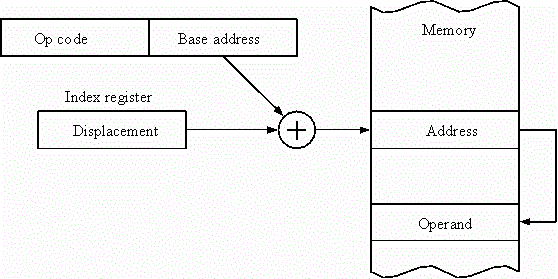 Memory
Op code
Base address
Index register
Displacement
Address
Operand